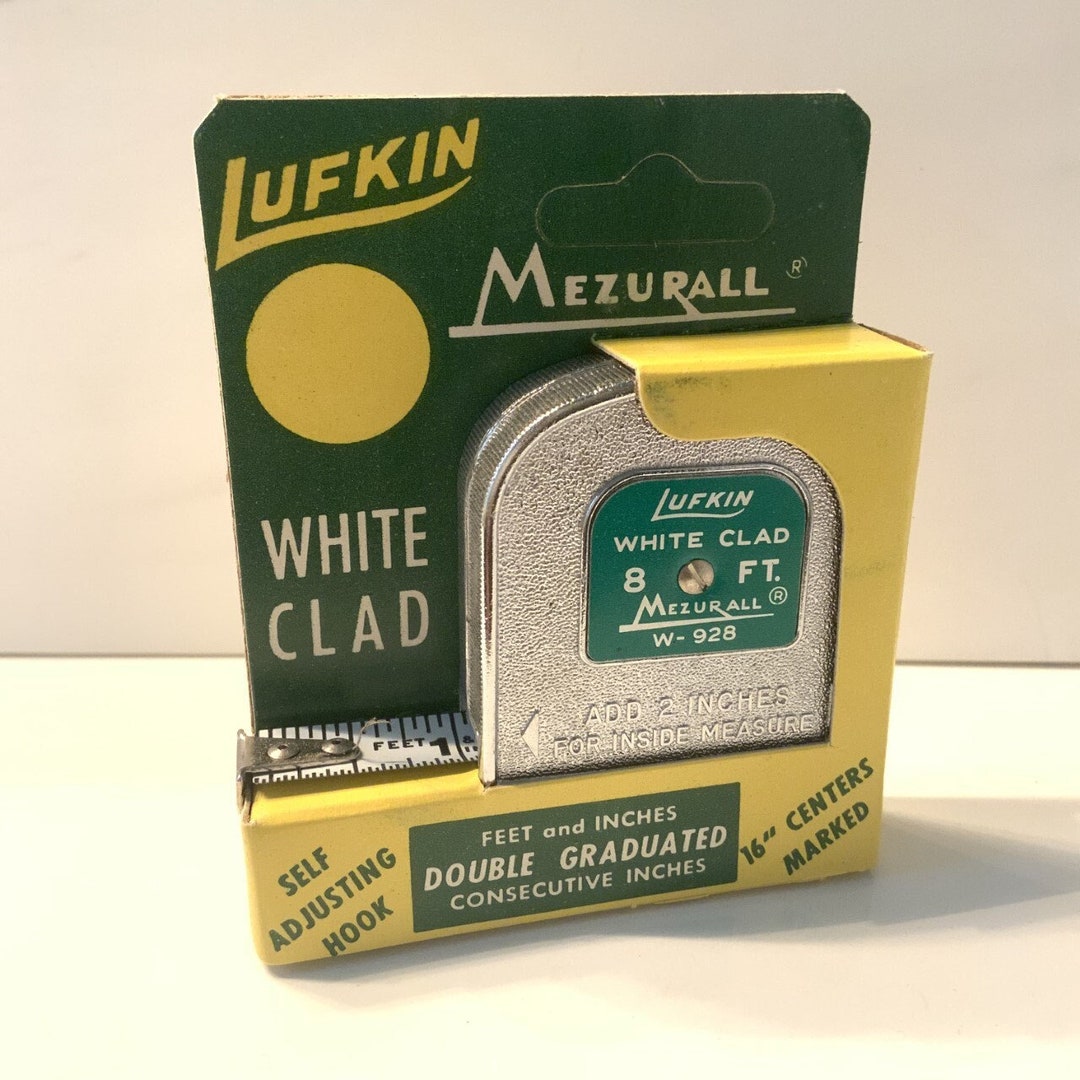 LUFKIN
MEZURALL ®
WHITE
CLAD
LUFKIN
WHITE CLAD
8 FT.
MEZURALL ®
W-928
ADD 2 INCHES
FOR INSIDE MEASURE
FEET 1
SELF
ADJUSTING
HOOK
FEET and INCHES
DOUBLE GRADUATED
CONSECUTIVE INCHES
16" CENTERS
MARKED